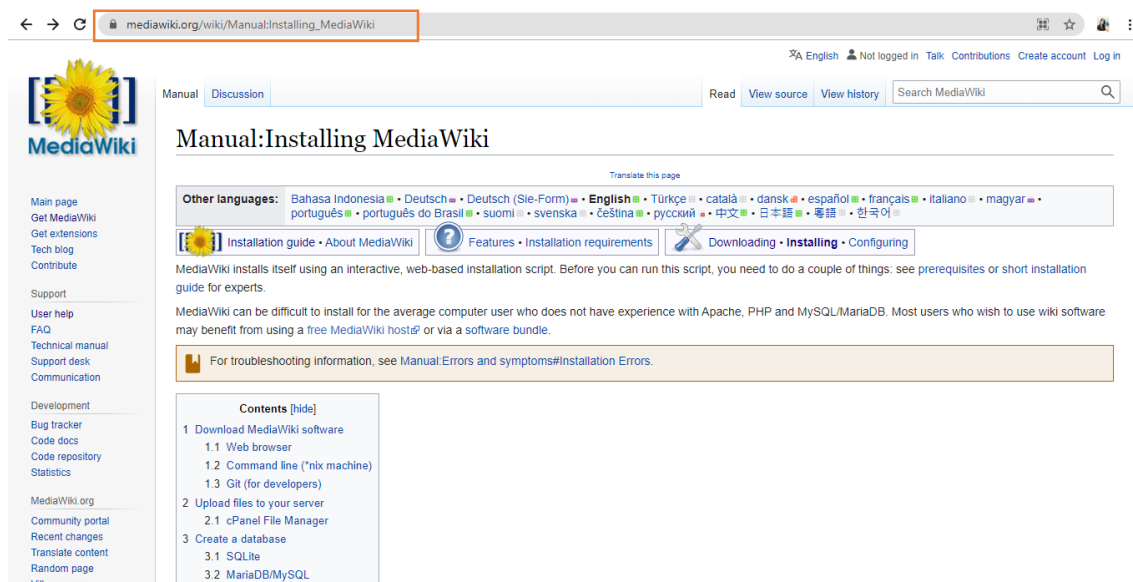 mediawiki.org/wiki/Manual:Installing_MediaWiki
English Not logged in Talk Contributions Create account Log in
MediaWiki
Manual Discussion Read View source View history Search MediaWiki
Manual:Installing MediaWiki
Translate this page
Other languages: Bahasa Indonesia • Deutsch • Deutsch (Sie-Form) • English • Türkçe • català • dansk • español • français • italiano • magyar •
português • português do Brasil • suomi • svenska • čeština • русский • 中文 • 日本語 • 粵語 • 한국어
Installation guide • About MediaWiki Features • Installation requirements Downloading • Installing • Configuring
MediaWiki installs itself using an interactive, web-based installation script. Before you can run this script, you need to do a couple of things: see prerequisites or short installation
guide for experts.
MediaWiki can be difficult to install for the average computer user who does not have experience with Apache, PHP and MySQL/MariaDB. Most users who wish to use wiki software
may benefit from using a free MediaWiki host or via a software bundle.
For troubleshooting information, see Manual:Errors and symptoms#Installation Errors.
Contents [hide]
1 Download MediaWiki software
1.1 Web browser
1.2 Command line (*nix machine)
1.3 Git (for developers)
2 Upload files to your server
2.1 cPanel File Manager
3 Create a database
3.1 SQLite
3.2 MariaDB/MySQL
Main page
Get MediaWiki
Get extensions
Tech blog
Contribute
Support
User help
FAQ
Technical manual
Support desk
Communication
Development
Bug tracker
Code docs
Code repository
Statistics
MediaWiki.org
Community portal
Recent changes
Translate content
Random page